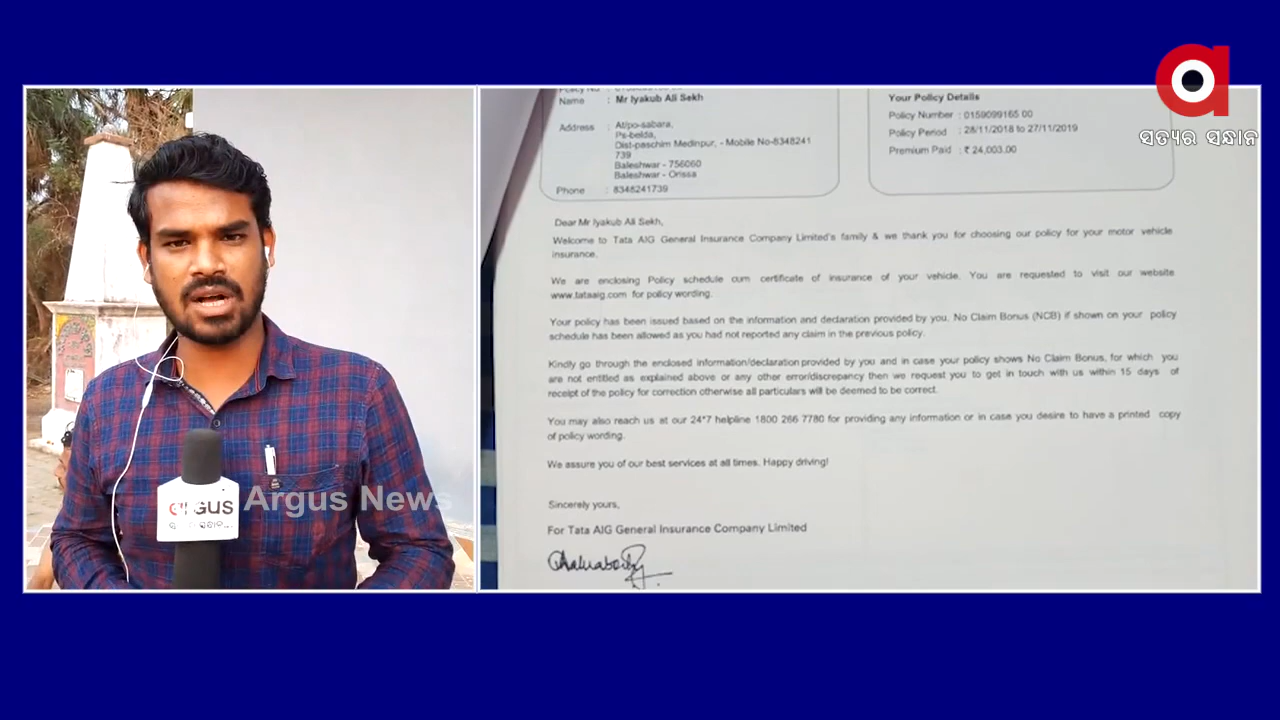 ସତ୍ୟର ସନ୍ଧାନ
Argus News
argus
Name : Mr Iyakub Ali Sekh
Address : At/po-sabara,
Ps-belda,
Dist-paschim Medinpur, - Mobile No-8348241
739
Baleshwar - 756060
Baleshwar - Orissa
Phone : 8348241739
Your Policy Details
Policy Number : 0159099165 00
Policy Period : 28/11/2018 to 27/11/2019
Premium Paid : ₹ 24,003.00
Dear Mr Iyakub Ali Sekh,
Welcome to Tata AIG General Insurance Company Limited's family & we thank you for choosing our policy for your motor vehicle
insurance.
We are enclosing Policy schedule cum certificate of insurance of your vehicle. You are requested to visit our website
www.tataaig.com for policy wording.
Your policy has been issued based on the information and declaration provided by you. No Claim Bonus (NCB) if shown on your policy
schedule has been allowed as you had not reported any claim in the previous policy.
Kindly go through the enclosed information/declaration provided by you and in case your policy shows No Claim Bonus, for which you
are not entitled as explained above or any other error/discrepancy then we request you to get in touch with us within 15 days of
receipt of the policy for correction otherwise all particulars will be deemed to be correct.
You may also reach us at our 24*7 helpline 1800 266 7780 for providing any information or in case you desire to have a printed copy
of policy wording.
We assure you of our best services at all times. Happy driving!
Sincerely yours,
For Tata AIG General Insurance Company Limited